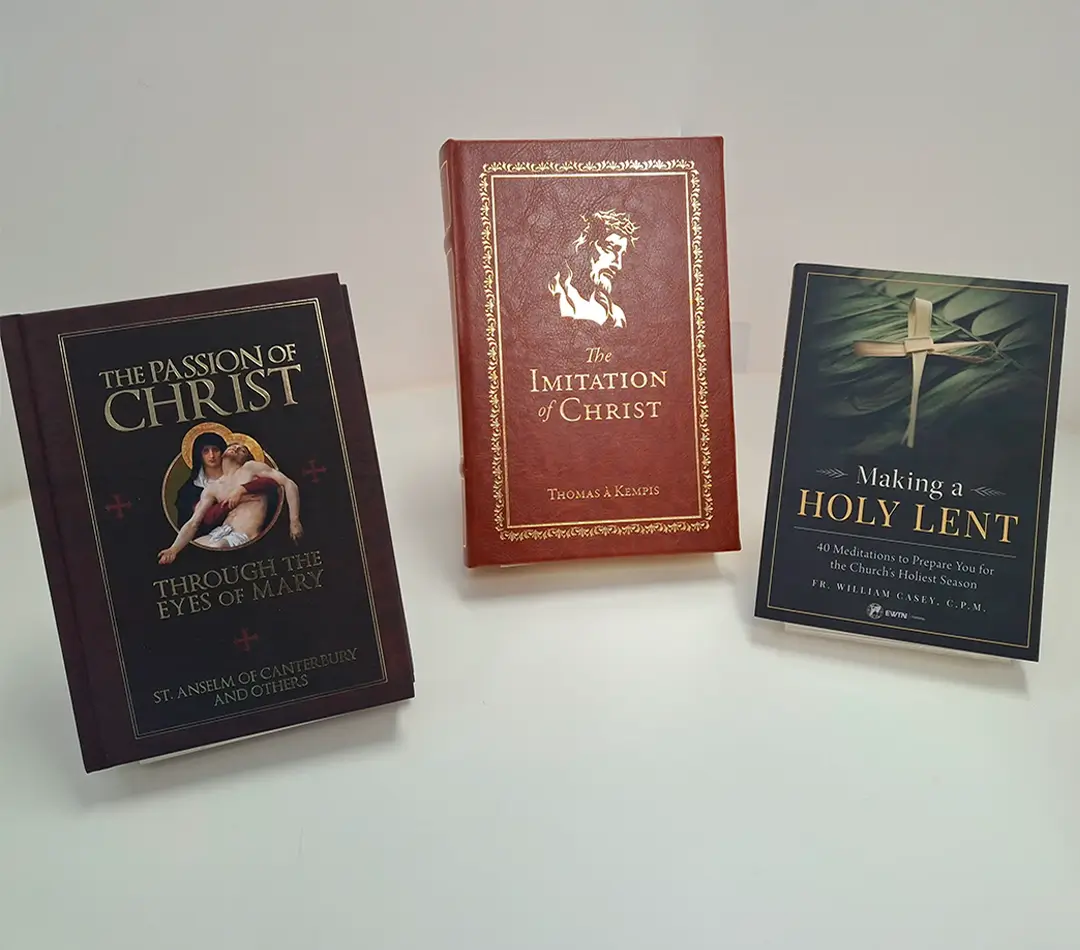 THE PASSION OF
CHRIST
THROUGH THE
EYES OF MARY
ST. ANSELM OF CANTERBURY
AND OTHERS
The
IMITATION
of CHRIST
THOMAS À KEMPIS
Making a
HOLY LENT
40 Meditations to Prepare You for
the Church's Holiest Season
FR. WILLIAM CASEY, C.P.M.
EWTN